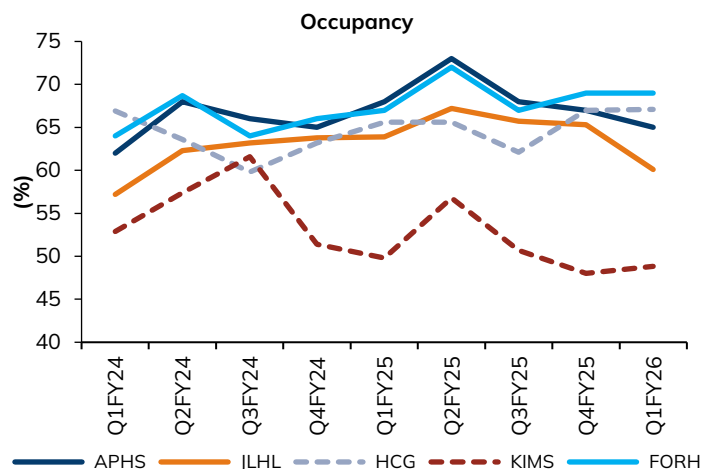 Occupancy
75
70
65
60
55
50
45
40
(%)
Q1FY24
Q2FY24
Q3FY24
Q4FY24
Q1FY25
Q2FY25
Q3FY25
Q4FY25
Q1FY26
APHS JLHL HCG KIMS FORH